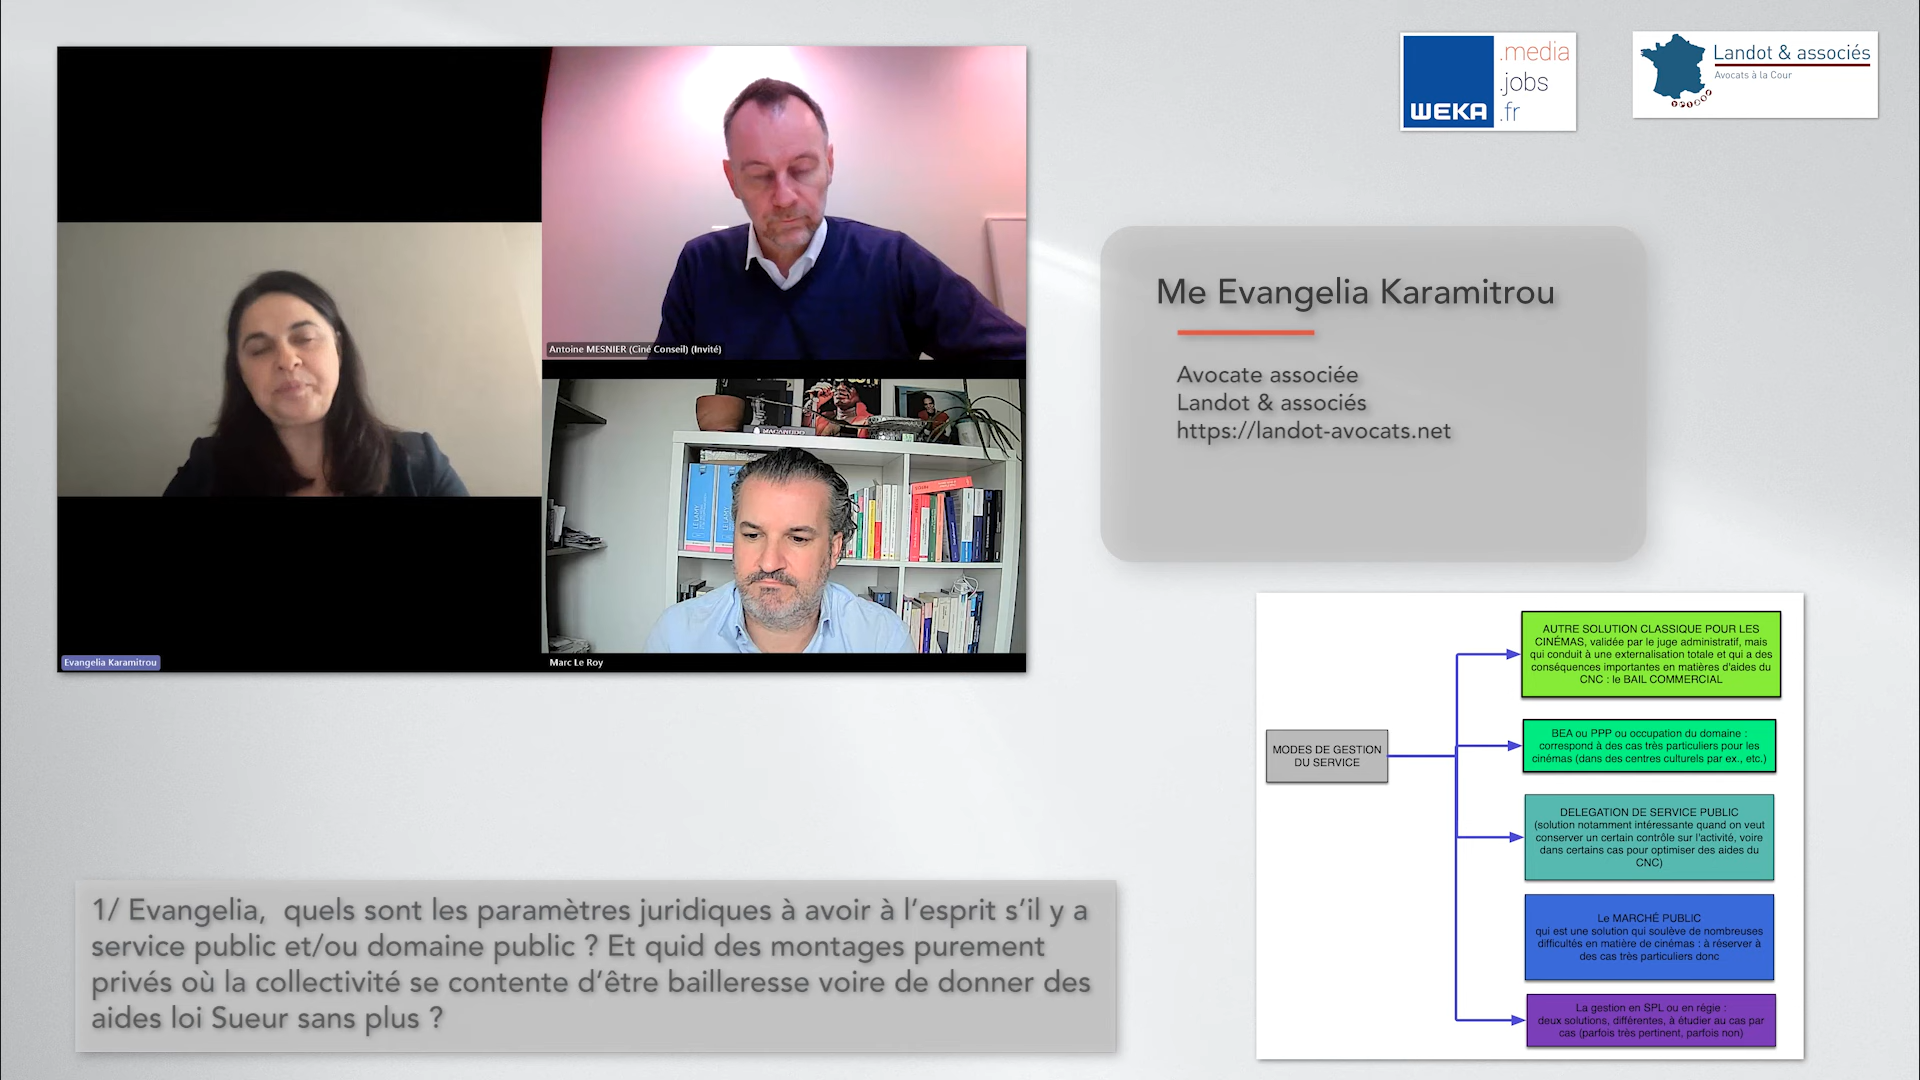 WEKA
.media
.jobs
.fr
Landot & associés
Avocats à la Cour
Antoine MESNIER (Ciné Conseil) (Invité)
Evangelia Karamitrou
Marc Le Roy
Me Evangelia Karamitrou
Avocate associée
Landot & associés
https://landot-avocats.net
1/ Evangelia, quels sont les paramètres juridiques à avoir à l’esprit s’il y a
service public et/ou domaine public ? Et quid des montages purement
privés où la collectivité se contente d’être bailleresse voire de donner des
aides loi Sueur sans plus ?
MODES DE GESTION
DU SERVICE
AUTRE SOLUTION CLASSIQUE POUR LES
CINÉMAS, validée par le juge administratif, mais
qui conduit à une externalisation totale et qui a des
conséquences importantes en matières d'aides du
CNC : le BAIL COMMERCIAL
BEA ou PPP ou occupation du domaine :
correspond à des cas très particuliers pour les
cinémas (dans des centres culturels par ex., etc.)
DELEGATION DE SERVICE PUBLIC
(solution notamment intéressante quand on veut
conserver un certain contrôle sur l'activité, voire
dans certains cas pour optimiser des aides du
CNC)
Le MARCHÉ PUBLIC
qui est une solution qui soulève de nombreuses
difficultés en matière de cinémas : à réserver à
des cas très particuliers donc
La gestion en SPL ou en régie :
deux solutions, différentes, à étudier au cas par
cas (parfois très pertinent, parfois non)